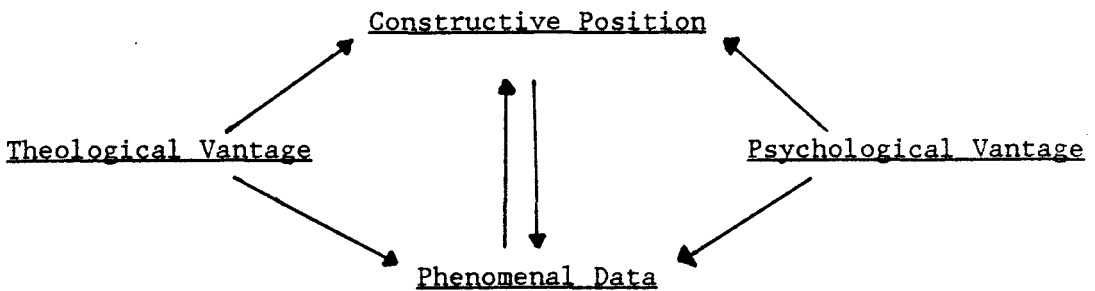 Constructive Position
Theological Vantage
Psychological Vantage
Phenomenal Data